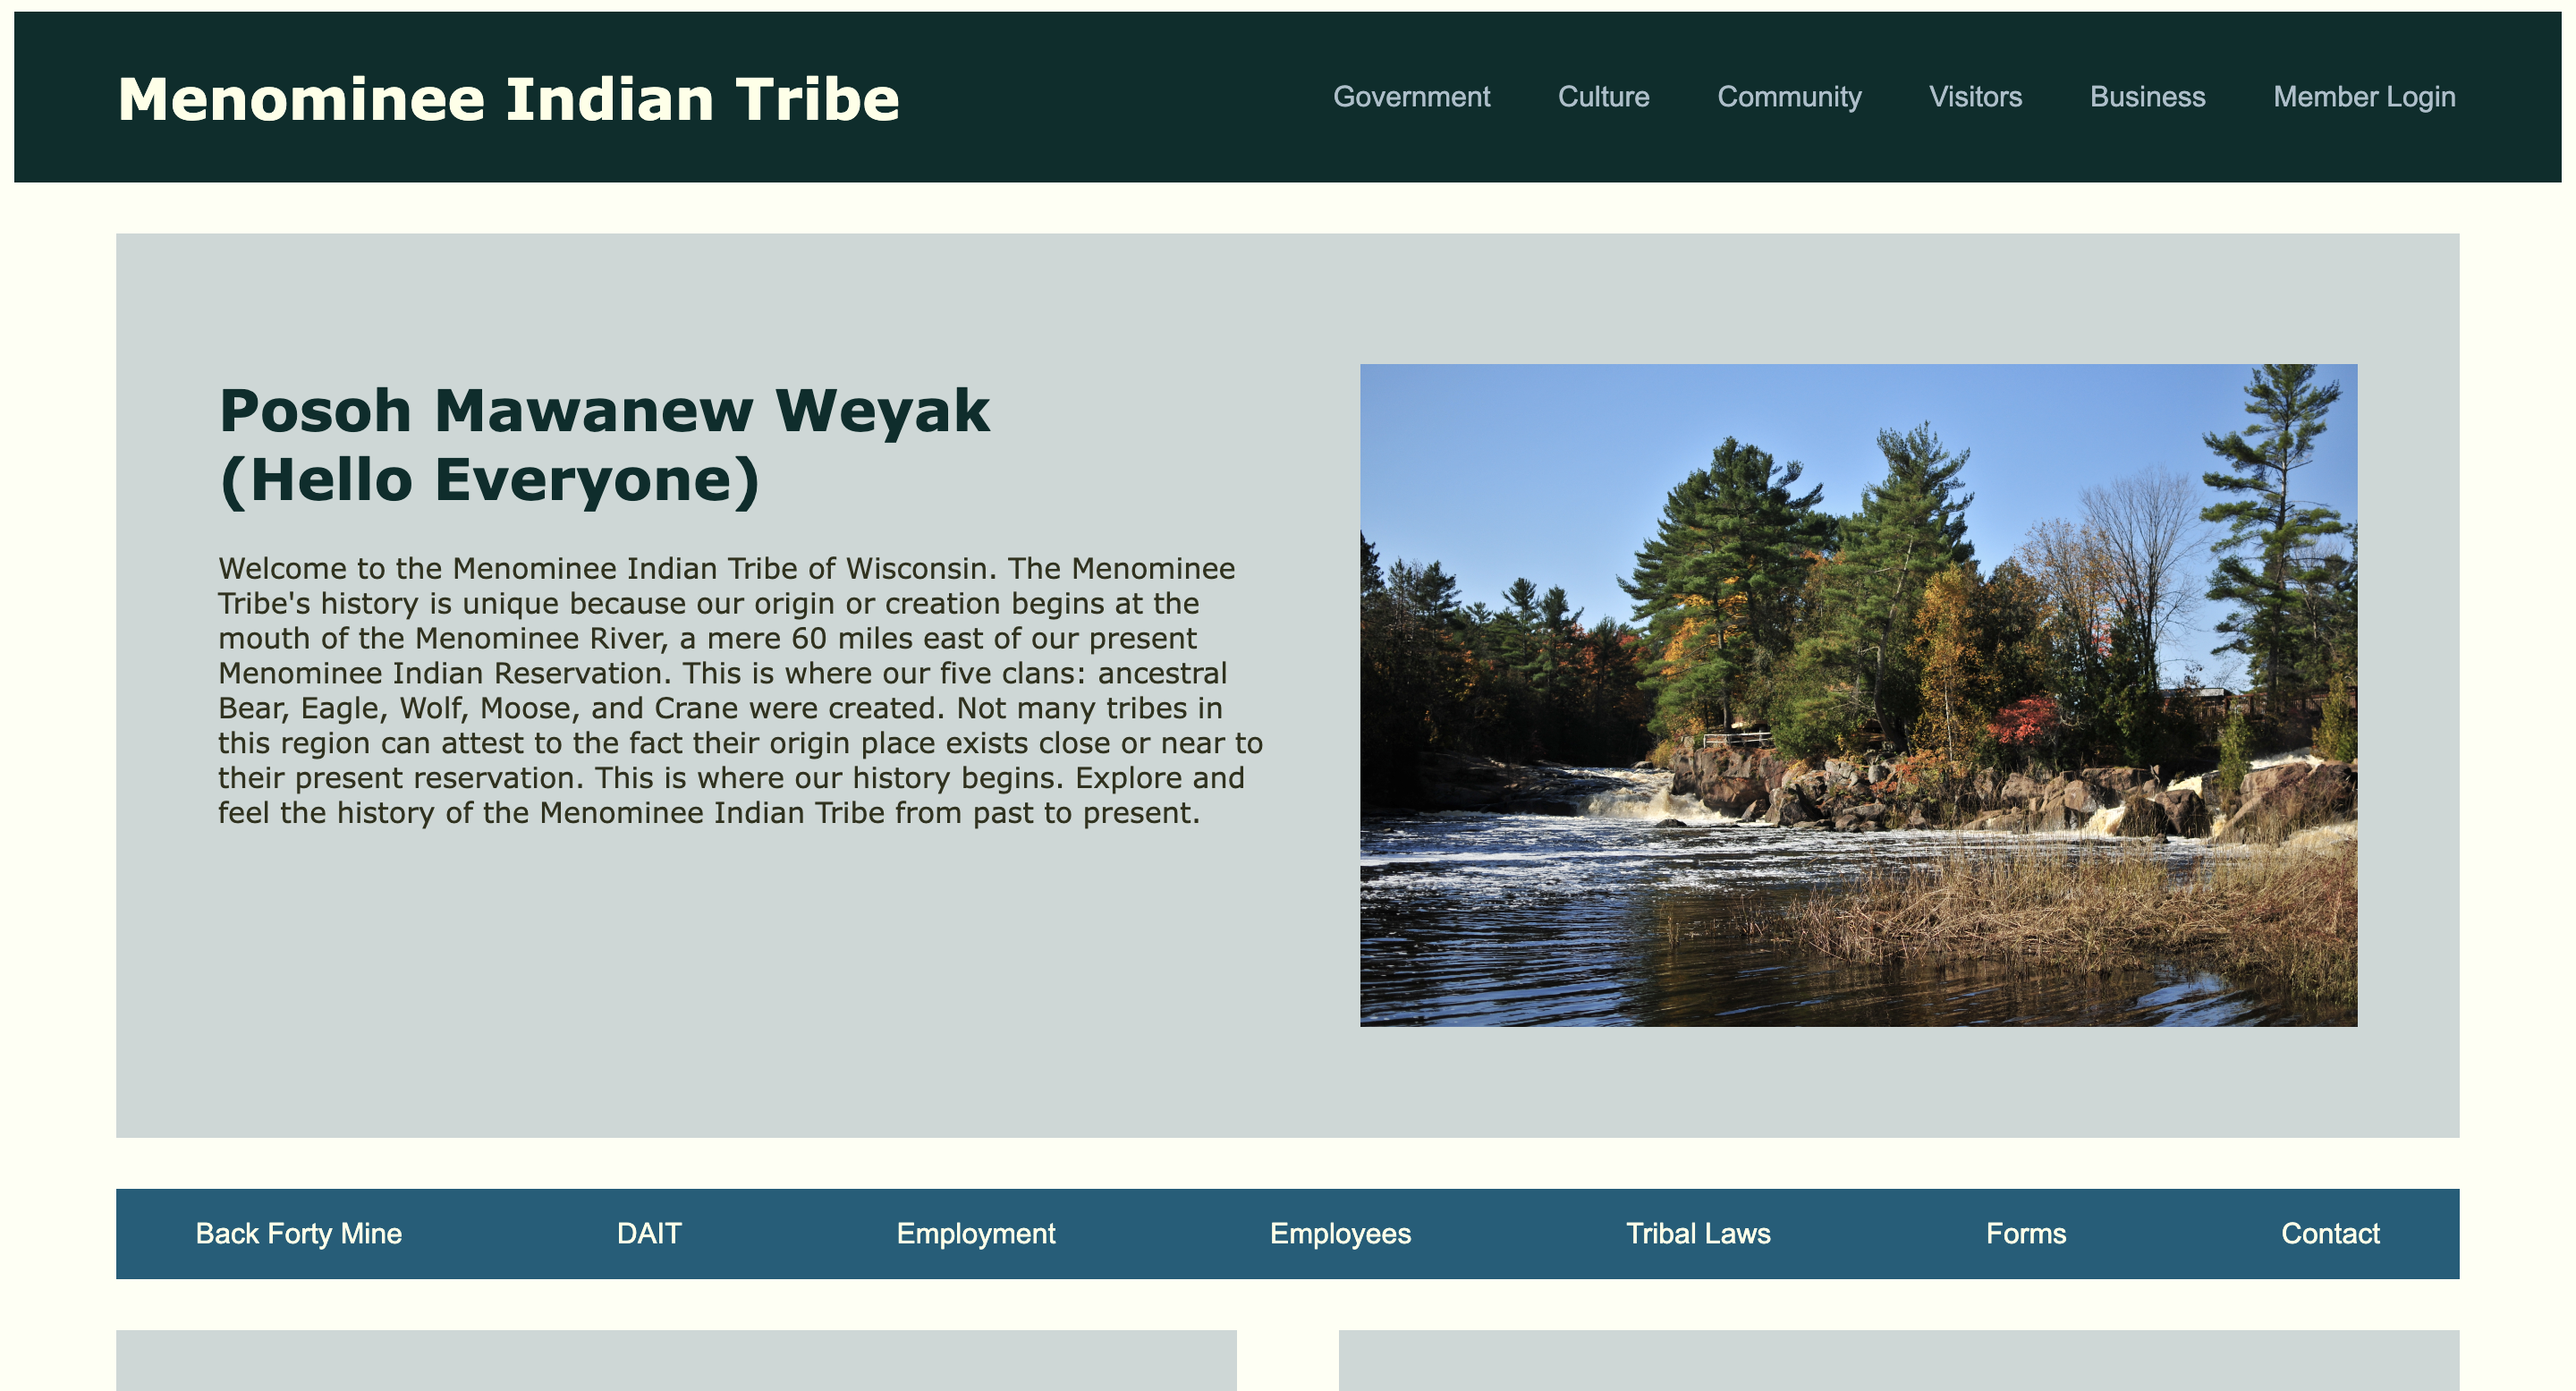 Menominee Indian Tribe
Government Culture Community Visitors Business Member Login
Posoh Mawanew Weyak
(Hello Everyone)
Welcome to the Menominee Indian Tribe of Wisconsin. The Menominee
Tribe's history is unique because our origin or creation begins at the
mouth of the Menominee River, a mere 60 miles east of our present
Menominee Indian Reservation. This is where our five clans: ancestral
Bear, Eagle, Wolf, Moose, and Crane were created. Not many tribes in
this region can attest to the fact their origin place exists close or near to
their present reservation. This is where our history begins. Explore and
feel the history of the Menominee Indian Tribe from past to present.
Back Forty Mine DAIT Employment Employees Tribal Laws Forms Contact